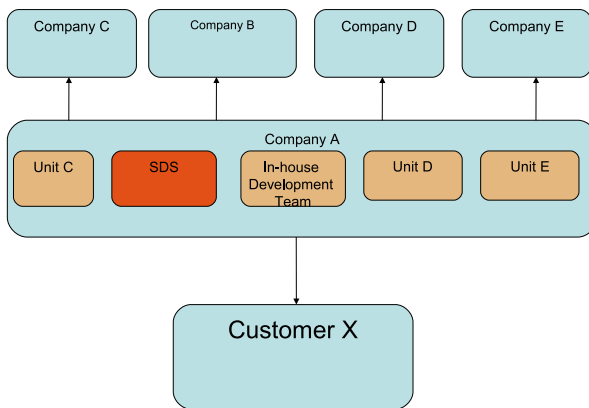 Company C
Company B
Company D
Company E
Company A
Unit C
SDS
In-house
Development
Team
Unit D
Unit E
Customer X